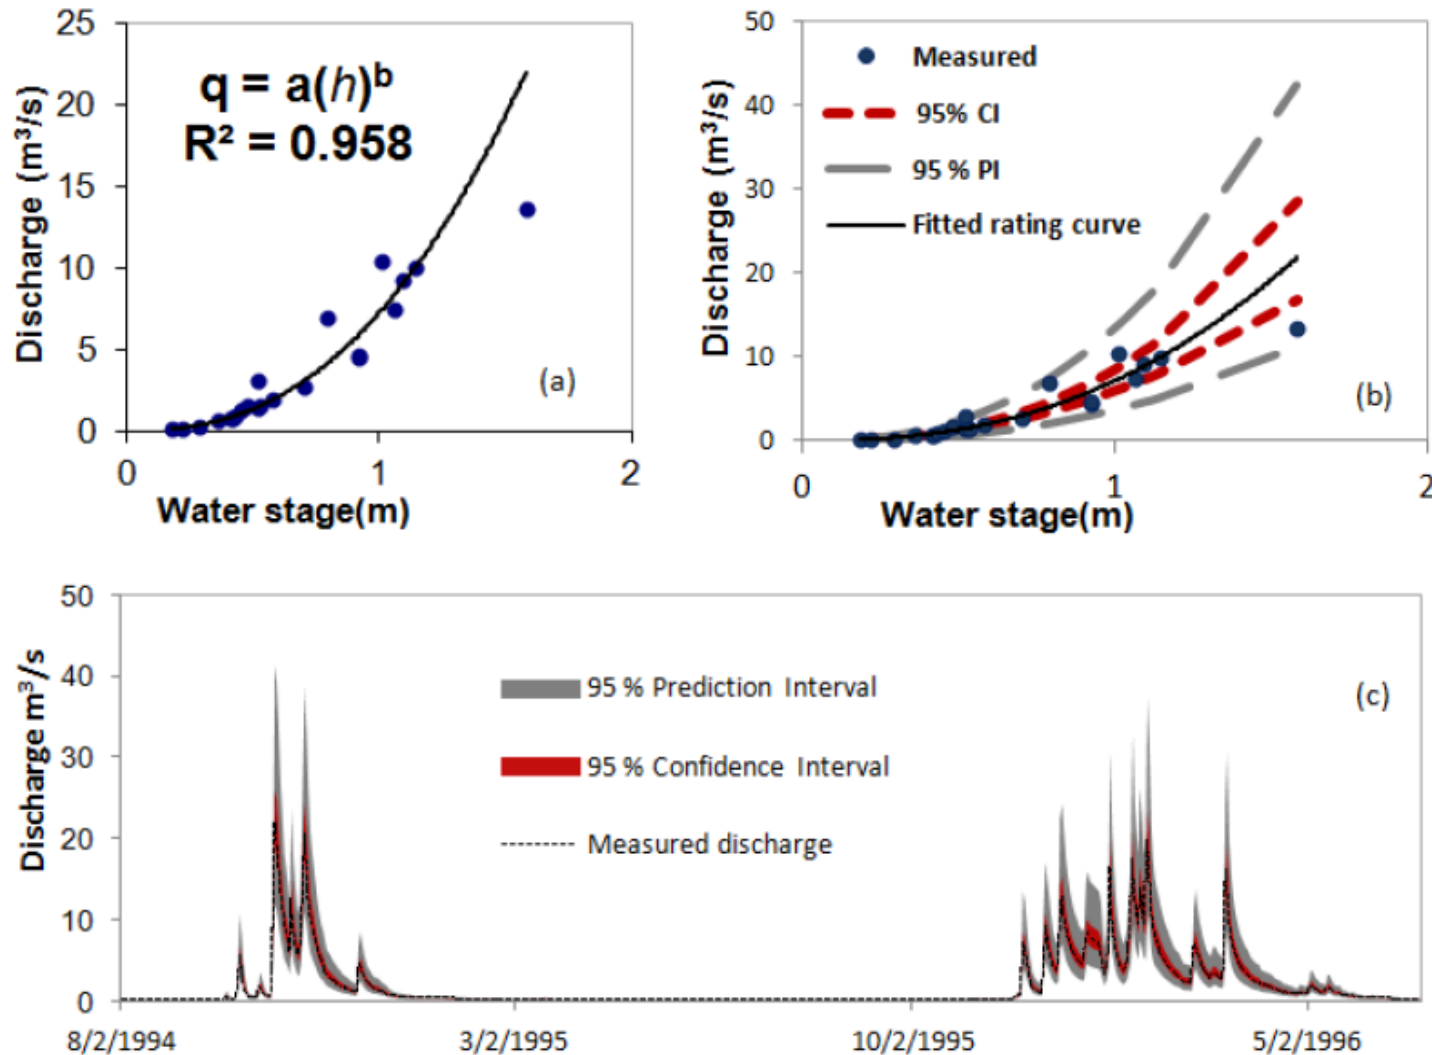 25
20
15
10
5
0
Discharge (m³/s)
q = a(h)ᵇ
R² = 0.958
(a)
0 1 2
Water stage(m)
50
40
30
20
10
0
Discharge (m³/s)
Measured
95% CI
95 % PI
Fitted rating curve
(b)
0 1 2
Water stage(m)
50
40
30
20
10
0
Discharge m³/s
95 % Prediction Interval
95 % Confidence Interval
Measured discharge
(c)
8/2/1994 3/2/1995 10/2/1995 5/2/1996